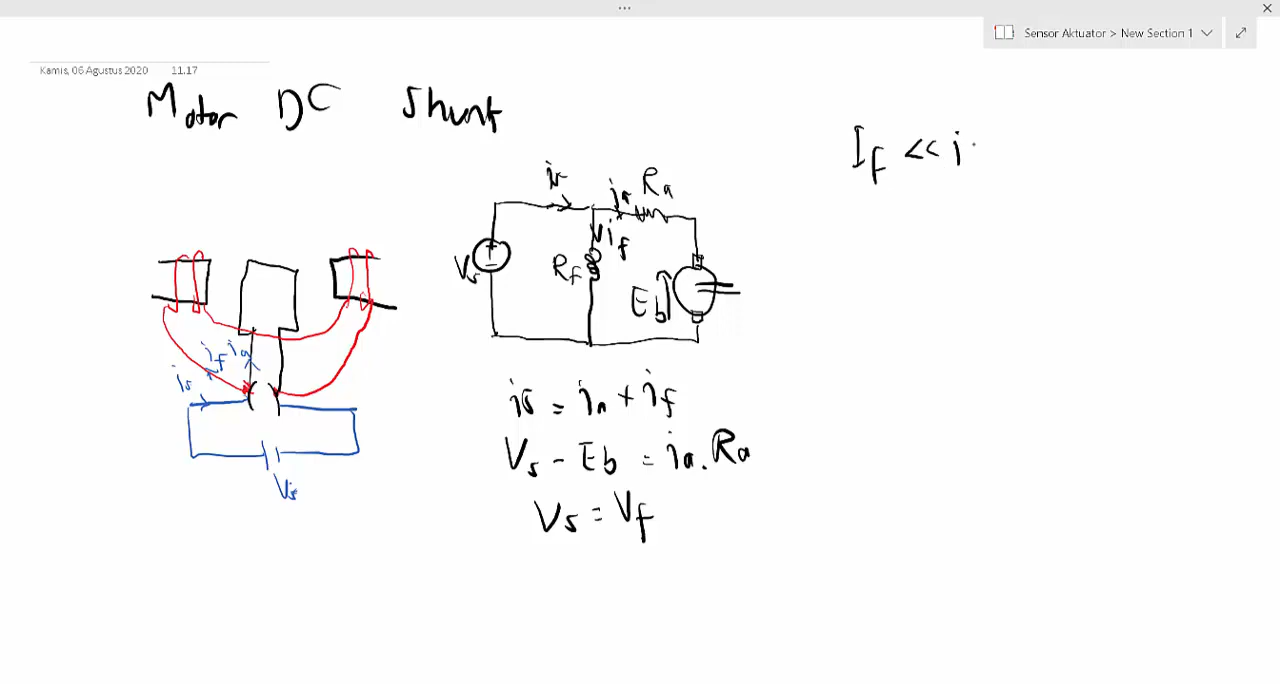 Sensor Aktuator > New Section 1
Kamis, 06 Agustus 2020 11.17
Motor DC Shunt
If << i
is
ia Ra
if
Vs
Rf
Eb
if ia
is
Vs
is = ia + if
Vs - Eb = ia. Ra
Vs = Vf